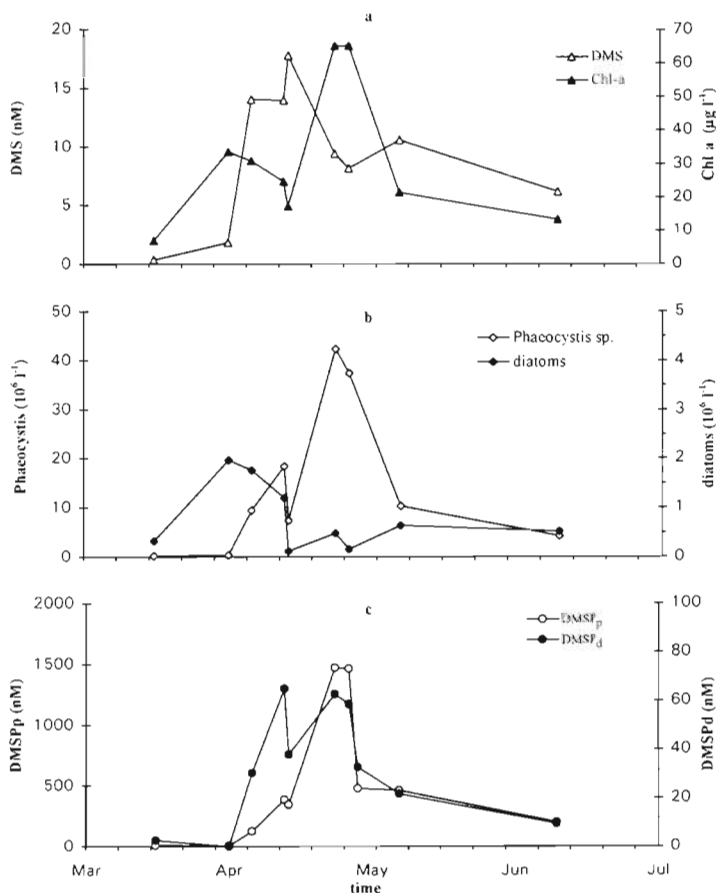 a
20
15
10
5
0
DMS (nM)
70
60
50
40
30
20
10
0
Chl a (µg l⁻¹)
DMS
Chl-a
b
50
40
30
20
10
0
Phaeocystis (10⁶ l⁻¹)
5
4
3
2
1
0
diatoms (10⁶ l⁻¹)
Phaeocystis sp.
diatoms
c
2000
1500
1000
500
0
DMSPp (nM)
100
80
60
40
20
0
DMSPd (nM)
DMSPp
DMSPd
Mar Apr May Jun Jul
time